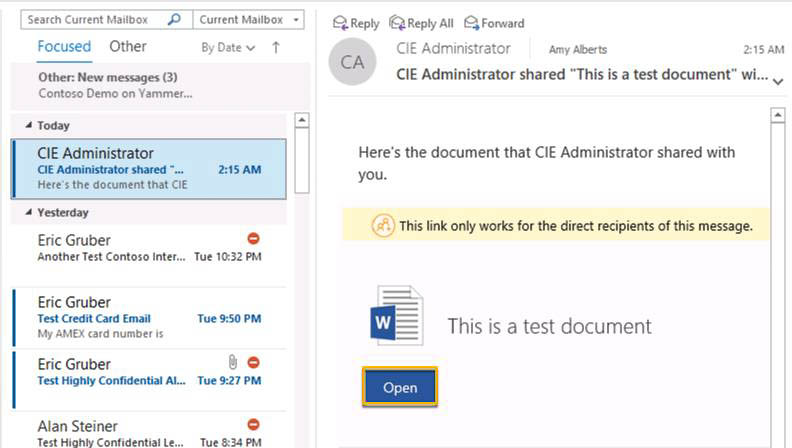 Search Current Mailbox Current Mailbox
Focused Other By Date
Other: New messages (3)
Contoso Demo on Yammer...
Today
CIE Administrator
CIE Administrator shared "... 2:15 AM
Here's the document that CIE
Yesterday
Eric Gruber
Another Test Contoso Inter... Tue 10:32 PM
Eric Gruber
Test Credit Card Email Tue 9:50 PM
My AMEX card number is
Eric Gruber
Test Highly Confidential Al... Tue 9:27 PM
Alan Steiner
Test Highly Confidential Le... Tue 8:34 PM
Reply Reply All Forward
CA
CIE Administrator Amy Alberts 2:15 AM
CIE Administrator shared "This is a test document" wi...
Here's the document that CIE Administrator shared with
you.
This link only works for the direct recipients of this message.
W
This is a test document
Open